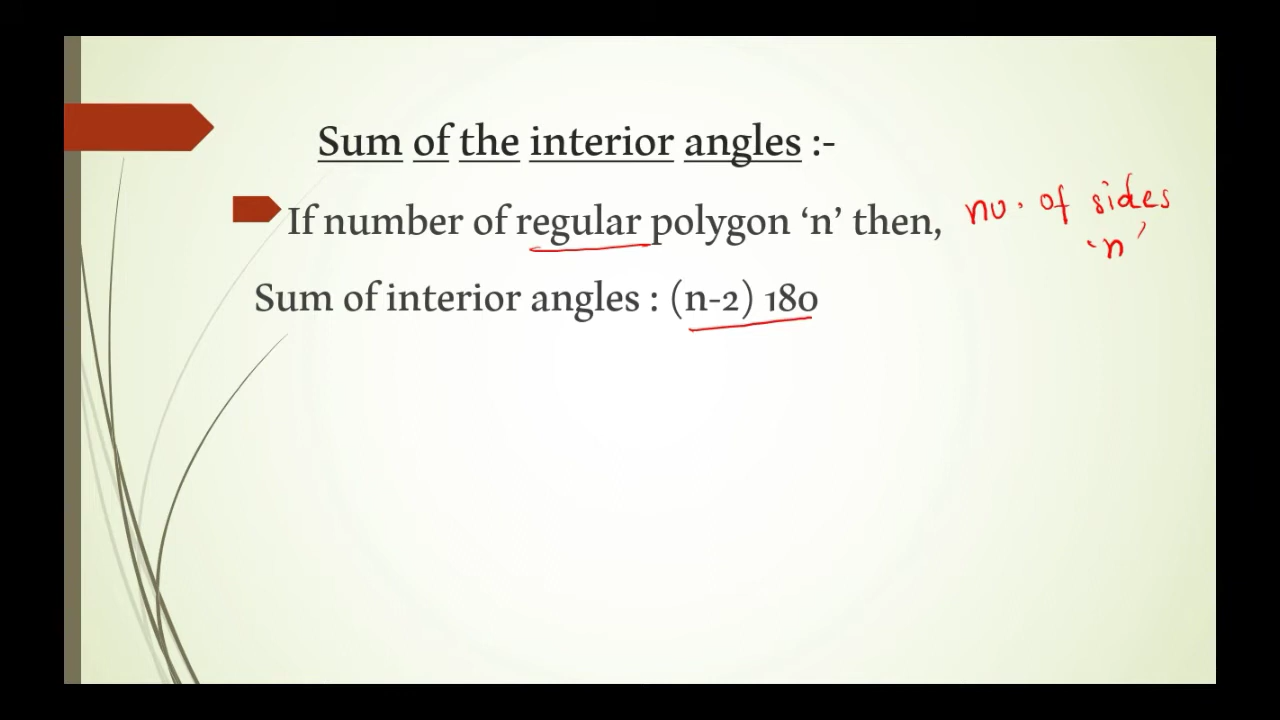 Sum of the interior angles :-
If number of regular polygon ‘n’ then, no. of sides
‘n’
Sum of interior angles : (n-2) 180